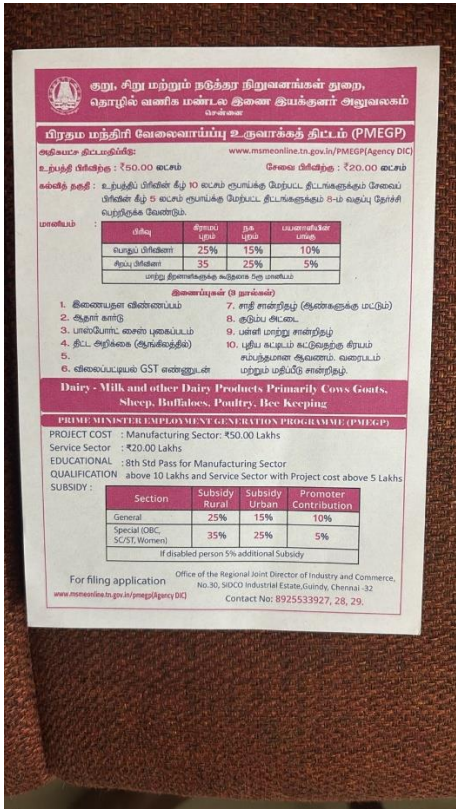 குறு, சிறு மற்றும் நடுத்தர நிறுவனங்கள் துறை,
தொழில் வணிக மண்டல இணை இயக்குனர் அலுவலகம்
சென்னை
பிரதம மந்திரி வேலைவாய்ப்பு உருவாக்கத் திட்டம் (PMEGP)
அதிகபட்ச திட்டமதிப்பீடு: www.msmeonline.tn.gov.in/PMEGP(Agency DIC)
உற்பத்தி பிரிவிற்கு : ₹50.00 லட்சம் சேவை பிரிவிற்கு : ₹20.00 லட்சம்
கல்வித் தகுதி : உற்பத்திப் பிரிவின் கீழ் 10 லட்சம் ரூபாய்க்கு மேற்பட்ட திட்டங்களுக்கும் சேவைப்
பிரிவின் கீழ் 5 லட்சம் ரூபாய்க்கு மேற்பட்ட திட்டங்களுக்கும் 8-ம் வகுப்பு தேர்ச்சி
பெற்றிருக்க வேண்டும்.
மானியம் :
பிரிவு கிராமப் புறம் நகர புறம் பயனாளியின் பங்கு
பொதுப் பிரிவினர் 25% 15% 10%
சிறப்பு பிரிவினர் 35 25% 5%
மாற்று திறனாளிகளுக்கு கூடுதலாக 5% மானியம்
இணைப்புகள் (3 நகல்கள்)
1. இணையதள விண்ணப்பம்
2. ஆதார் கார்டு
3. பாஸ்போர்ட் சைஸ் புகைப்படம்
4. திட்ட அறிக்கை (ஆங்கிலத்தில்)
5.
6. விலைப்பட்டியல் GST எண்ணுடன்
7. சாதி சான்றிதழ் (ஆண்களுக்கு மட்டும்)
8. குடும்ப அட்டை
9. பள்ளி மாற்று சான்றிதழ்
10. புதிய கட்டிடம் கட்டுவதற்கு கிரயம்
சம்பந்தமான ஆவணம். வரைபடம்
மற்றும் மதிப்பீடு சான்றிதழ்.
Dairy - Milk and other Dairy Products Primarily Cows Goats,
Sheep, Buffaloes, Poultry, Bee Keeping
PRIME MINISTER EMPLOYMENT GENERATION PROGRAMME (PMEGP)
PROJECT COST : Manufacturing Sector: ₹50.00 Lakhs
Service Sector : ₹20.00 Lakhs
EDUCATIONAL : 8th Std Pass for Manufacturing Sector
QUALIFICATION above 10 Lakhs and Service Sector with Project cost above 5 Lakhs
SUBSIDY :
Section Subsidy Rural Subsidy Urban Promoter Contribution
General 25% 15% 10%
Special (OBC, SC/ST, Women) 35% 25% 5%
If disabled person 5% additional Subsidy
For filing application
www.msmeonline.tn.gov.in/pmegp(Agency DIC)
Office of the Regional Joint Director of Industry and Commerce,
No.30, SIDCO Industrial Estate,Guindy, Chennai -32
Contact No: 8925533927, 28, 29.